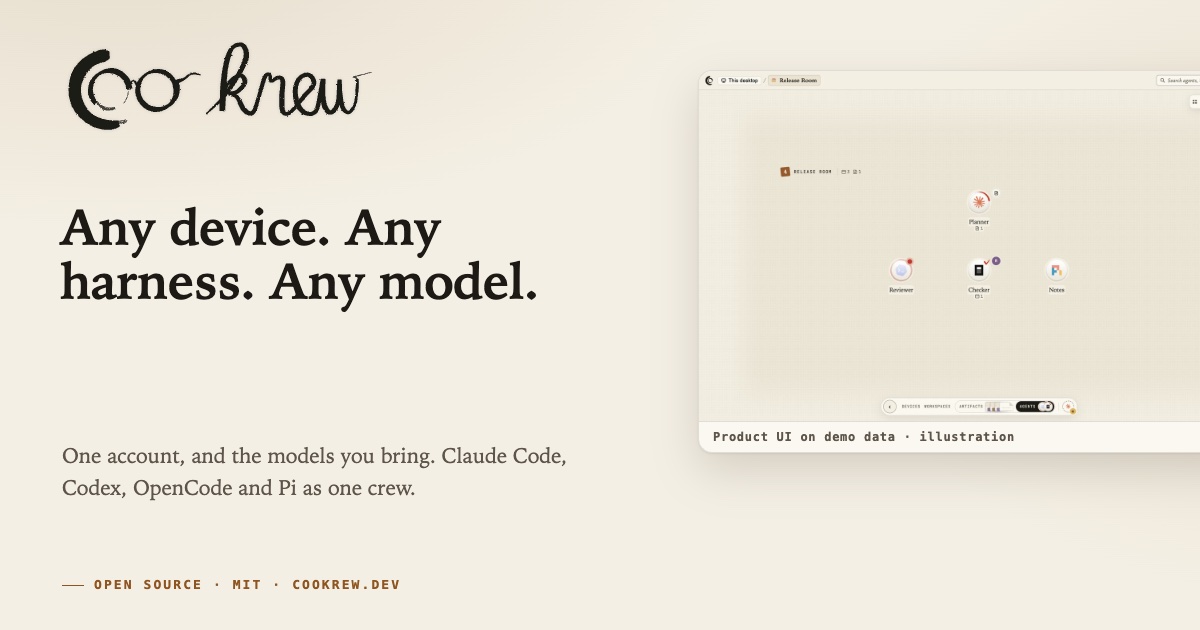 Coo krew
Any device. Any
harness. Any model.
One account, and the models you bring. Claude Code,
Codex, OpenCode and Pi as one crew.
OPEN SOURCE · MIT · COOKREW.DEV
This desktop / Release Room
Search agents,
RELEASE ROOM
Planner
Reviewer
Checker
Notes
DEVICES WORKSPACES ARTIFACTS AGENTS
Product UI on demo data · illustration